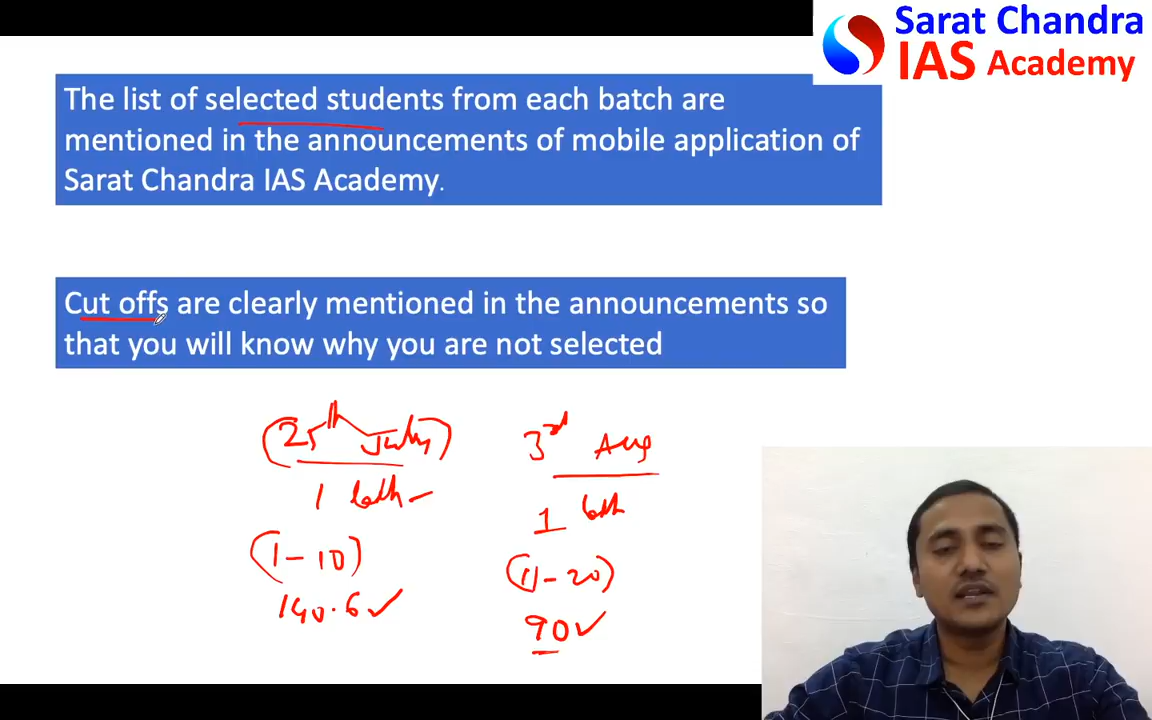 Sarat Chandra
IAS Academy
The list of selected students from each batch are
mentioned in the announcements of mobile application of
Sarat Chandra IAS Academy.
Cut offs are clearly mentioned in the announcements so
that you will know why you are not selected
(25th July)
3rd Aug
1
1
(1-10)
(11-20)
140.6✓
90✓